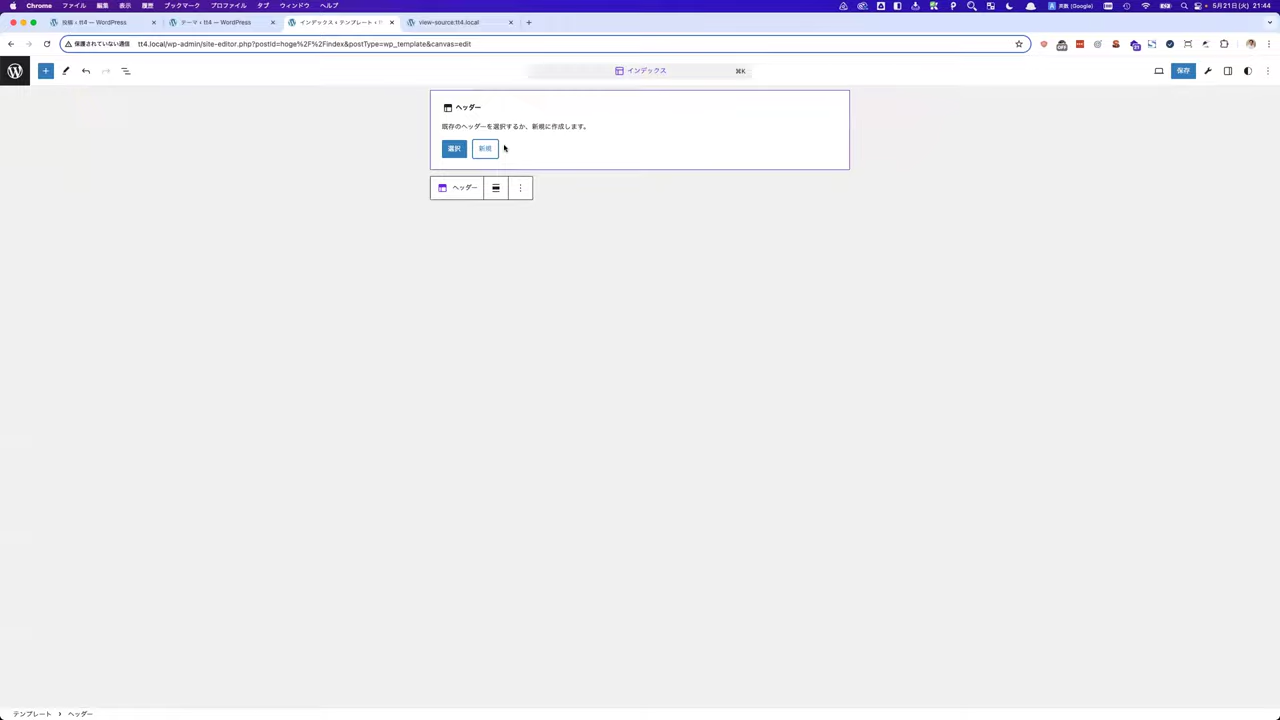 Chrome ファイル 編集 表示 履歴 ブックマーク プロファイル タブ ウィンドウ ヘルプ
英数 (Google) 5月21日(火) 21:44
投稿 ‹ tt4 — WordPress
テーマ ‹ tt4 — WordPress
インデックス ‹ テンプレート ‹ t
view-source:tt4.local
保護されていない通信 tt4.local/wp-admin/site-editor.php?postId=hoge%2F%2Findex&postType=wp_template&canvas=edit
OFF
21
インデックス ⌘K
保存
ヘッダー
既存のヘッダーを選択するか、新規に作成します。
選択 新規
ヘッダー
テンプレート › ヘッダー